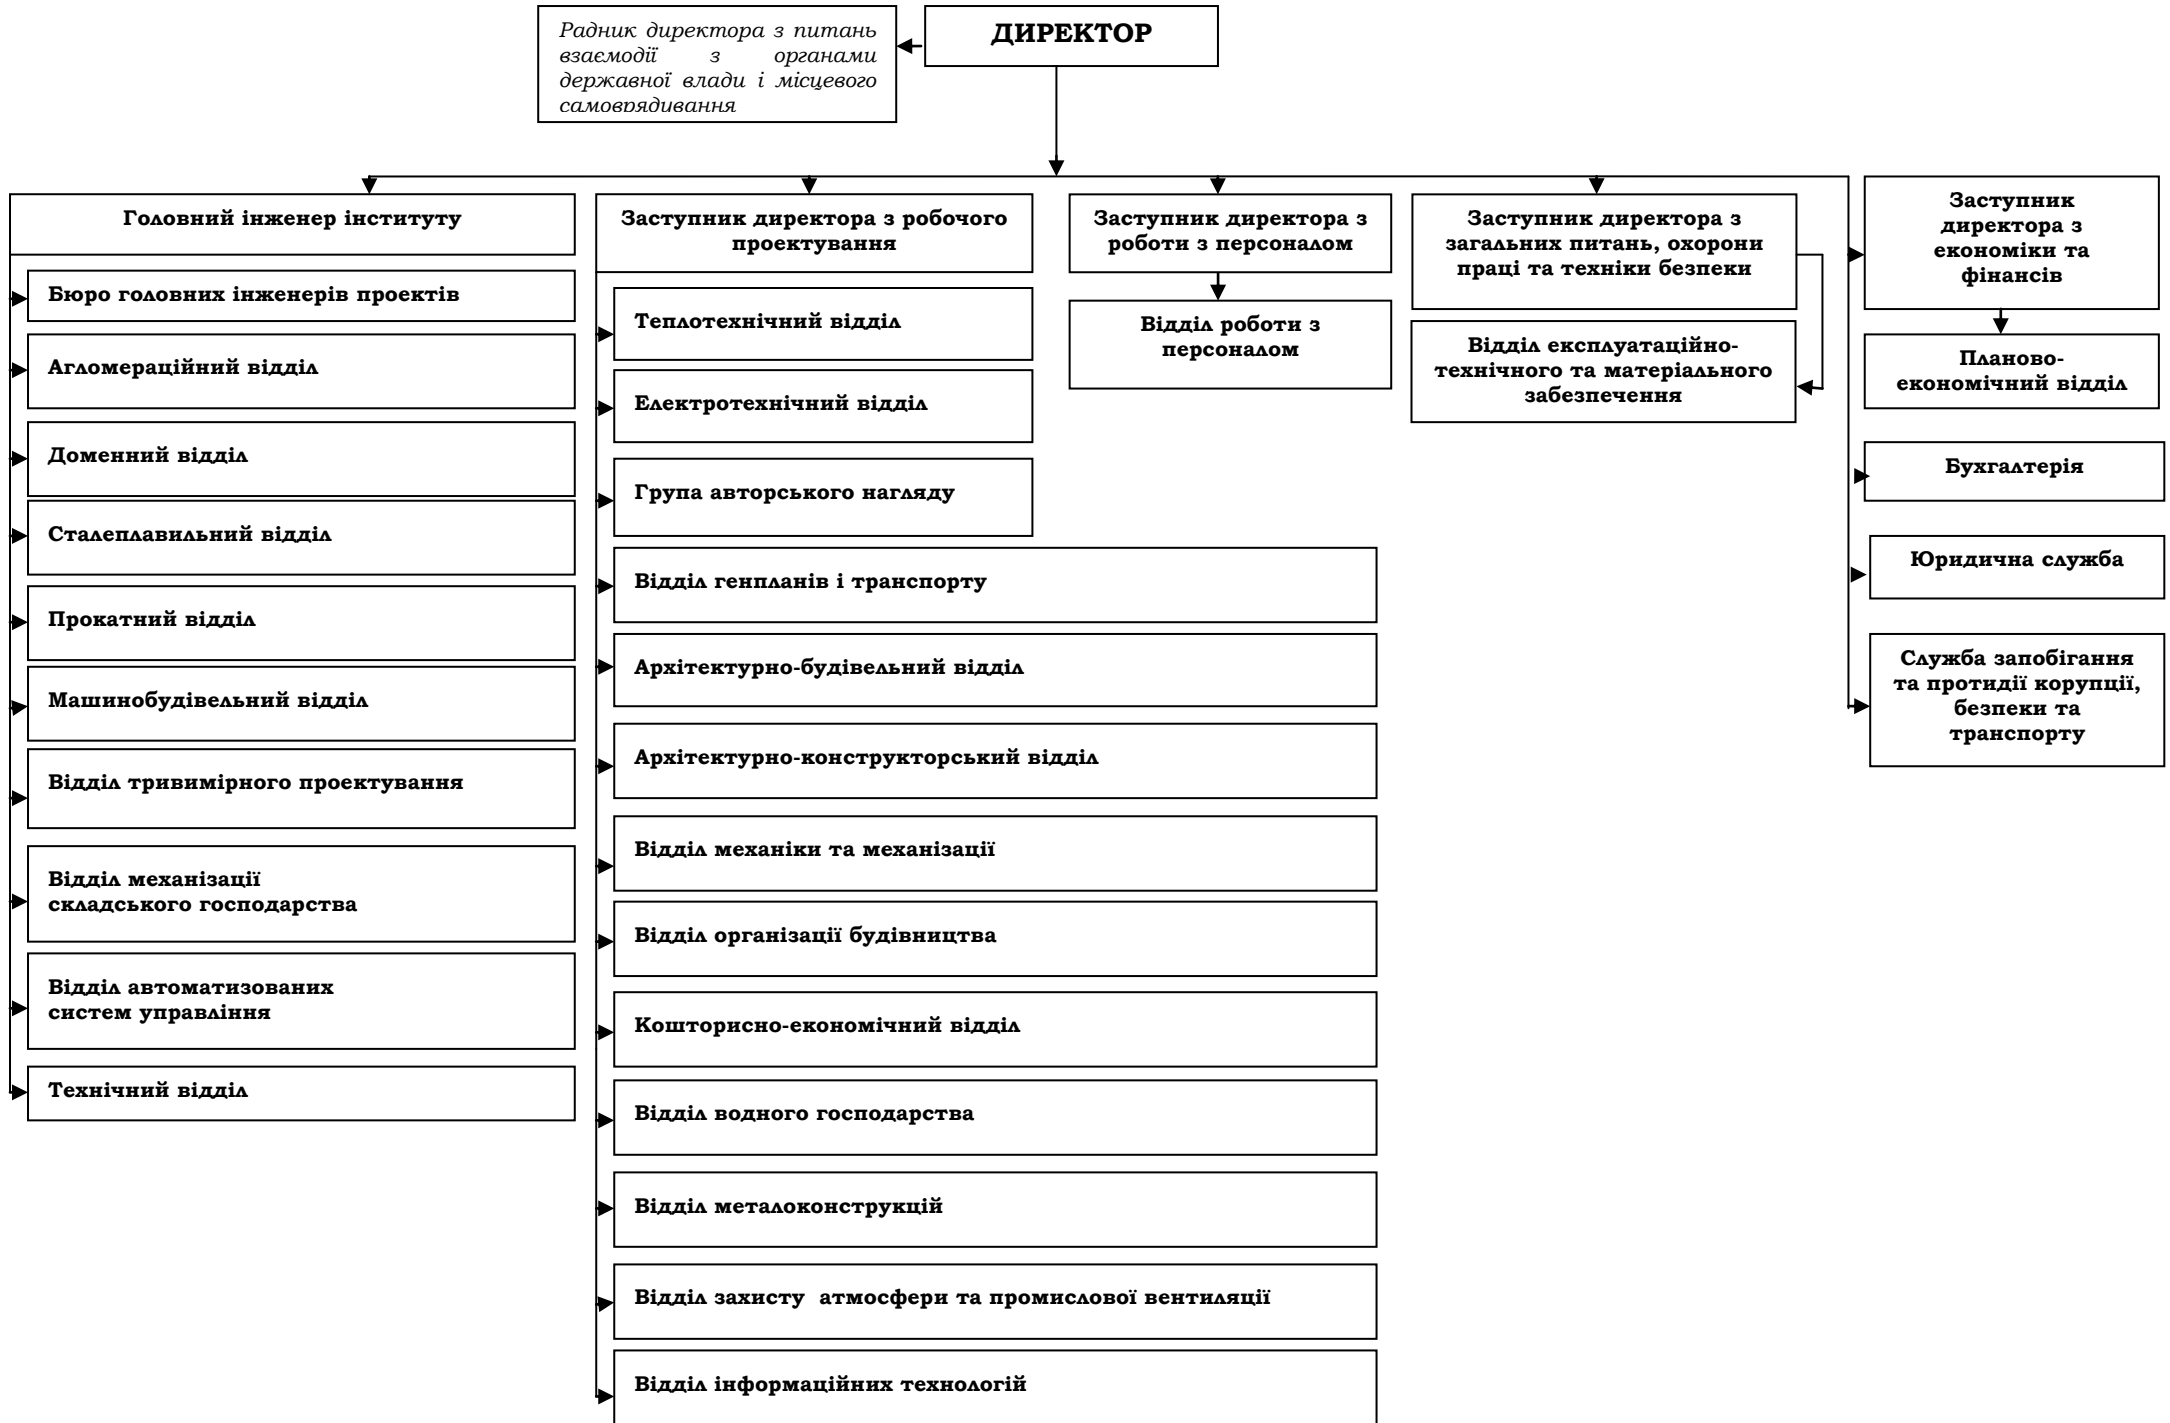 Радник директора з питань
взаємодії з органами
державної влади і місцевого
самоврядування
ДИРЕКТОР
Головний інженер інституту
Бюро головних інженерів проектів
Агломераційний відділ
Доменний відділ
Сталеплавильний відділ
Прокатний відділ
Машинобудівельний відділ
Відділ тривимірного проектування
Відділ механізації
складського господарства
Відділ автоматизованих
систем управління
Технічний відділ
Заступник директора з робочого
проектування
Теплотехнічний відділ
Електротехнічний відділ
Група авторського нагляду
Відділ генпланів і транспорту
Архітектурно-будівельний відділ
Архітектурно-конструкторський відділ
Відділ механіки та механізації
Відділ організації будівництва
Кошторисно-економічний відділ
Відділ водного господарства
Відділ металоконструкцій
Відділ захисту атмосфери та промислової вентиляції
Відділ інформаційних технологій
Заступник директора з
роботи з персоналом
Відділ роботи з
персоналом
Заступник директора з
загальних питань, охорони
праці та техніки безпеки
Відділ експлуатаційно-
технічного та матеріального
забезпечення
Заступник
директора з
економіки та
фінансів
Планово-
економічний відділ
Бухгалтерія
Юридична служба
Служба запобігання
та протидії корупції,
безпеки та
транспорту